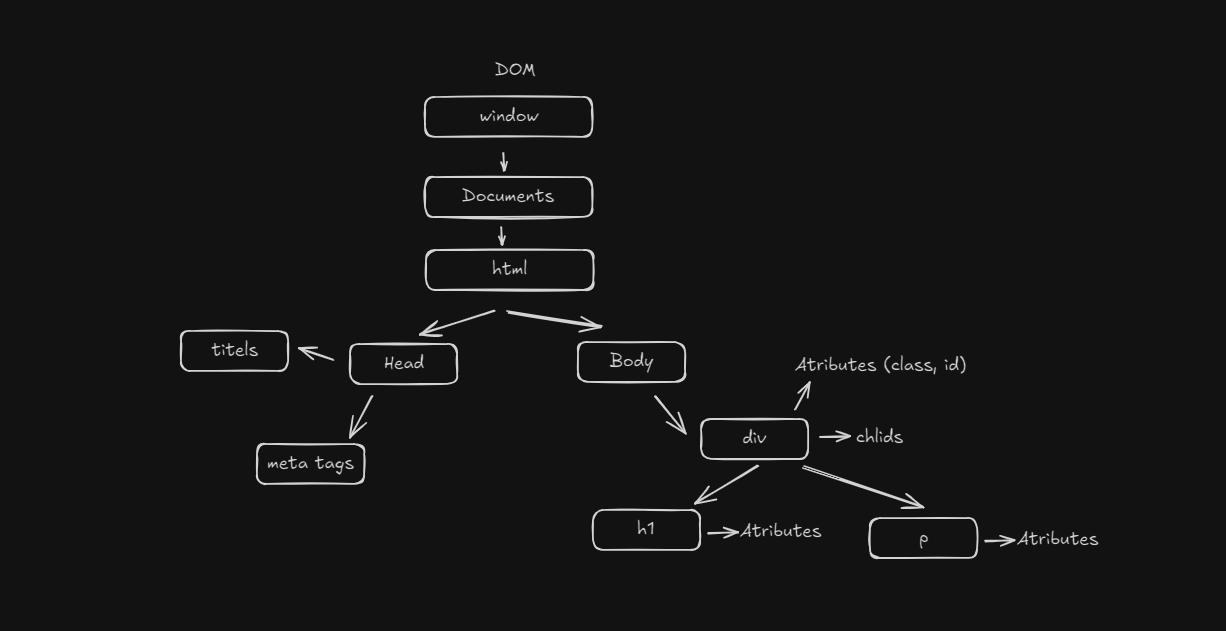 DOM
window
Documents
html
titels
Head
Body
Atributes (class, id)
div
chlids
meta tags
h1
Atributes
p
Atributes